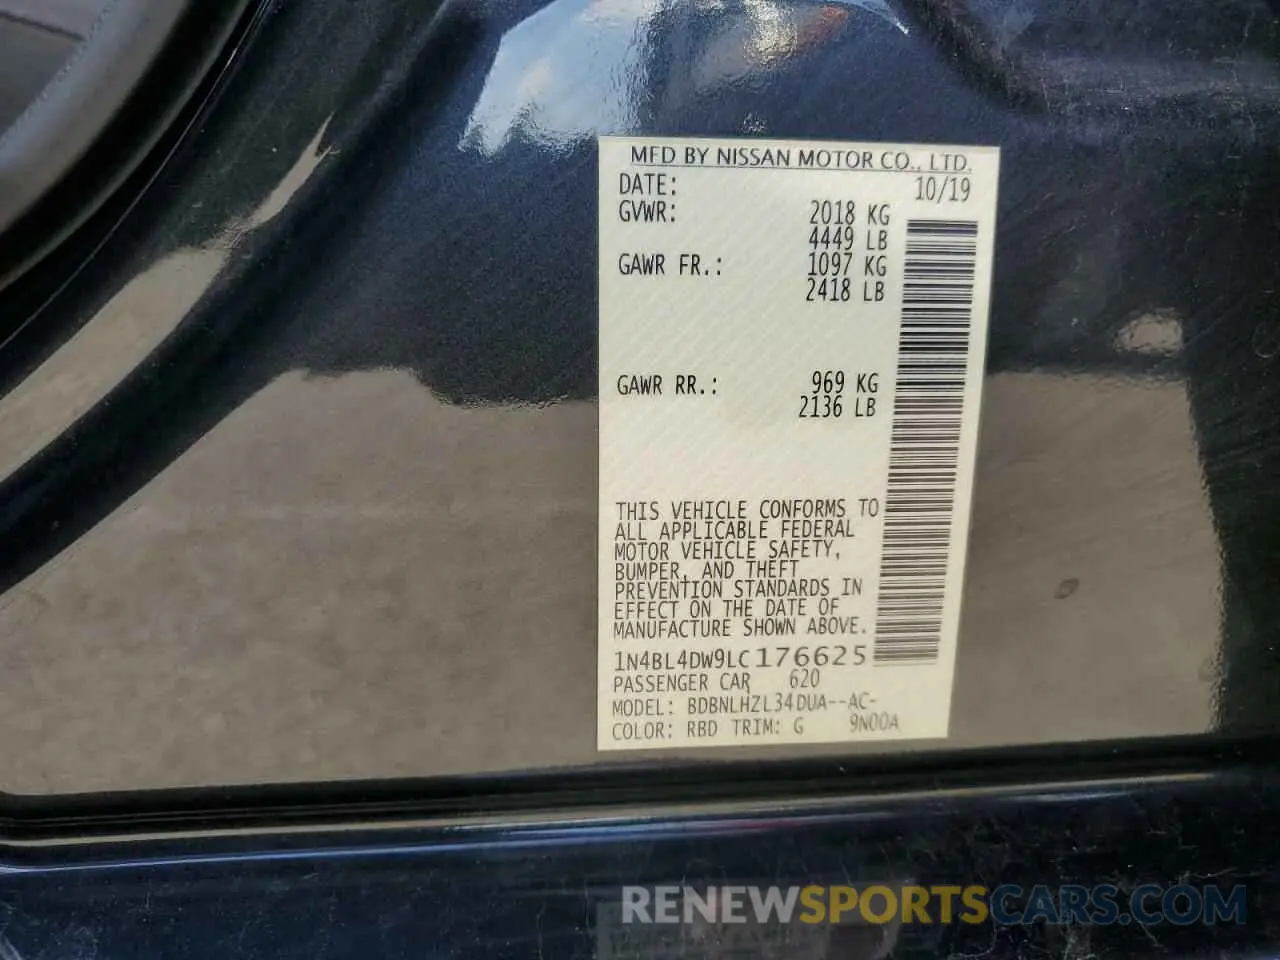 MFD BY NISSAN MOTOR CO., LTD.
DATE: 10/19
GVWR: 2018 KG
4449 LB
GAWR FR.: 1097 KG
2418 LB
GAWR RR.: 969 KG
2136 LB
THIS VEHICLE CONFORMS TO
ALL APPLICABLE FEDERAL
MOTOR VEHICLE SAFETY,
BUMPER, AND THEFT
PREVENTION STANDARDS IN
EFFECT ON THE DATE OF
MANUFACTURE SHOWN ABOVE.
1N4BL4DW9LC176625
PASSENGER CAR 620
MODEL: BDBNLHZL34DUA--AC-
COLOR: RBD TRIM: G 9N00A
RENEWSPORTSCARS.COM